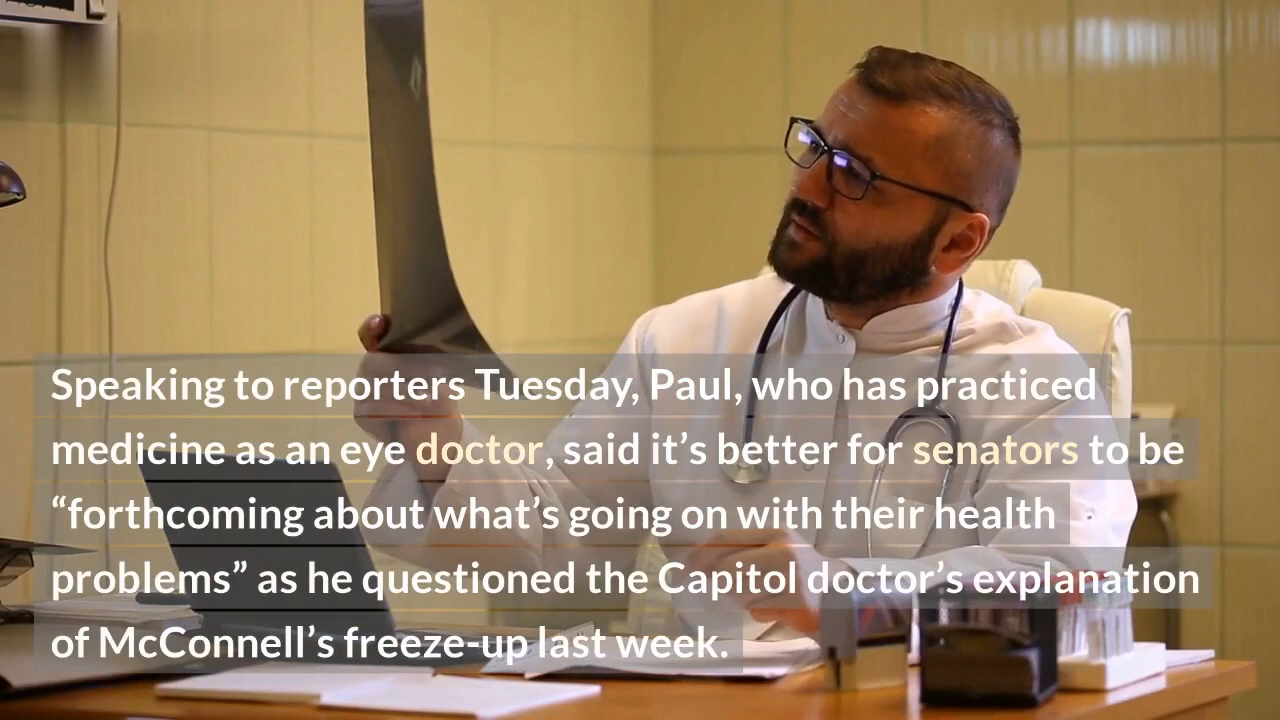 Speaking to reporters Tuesday, Paul, who has practiced
medicine as an eye doctor, said it’s better for senators to be
“forthcoming about what’s going on with their health
problems” as he questioned the Capitol doctor’s explanation
of McConnell’s freeze-up last week.